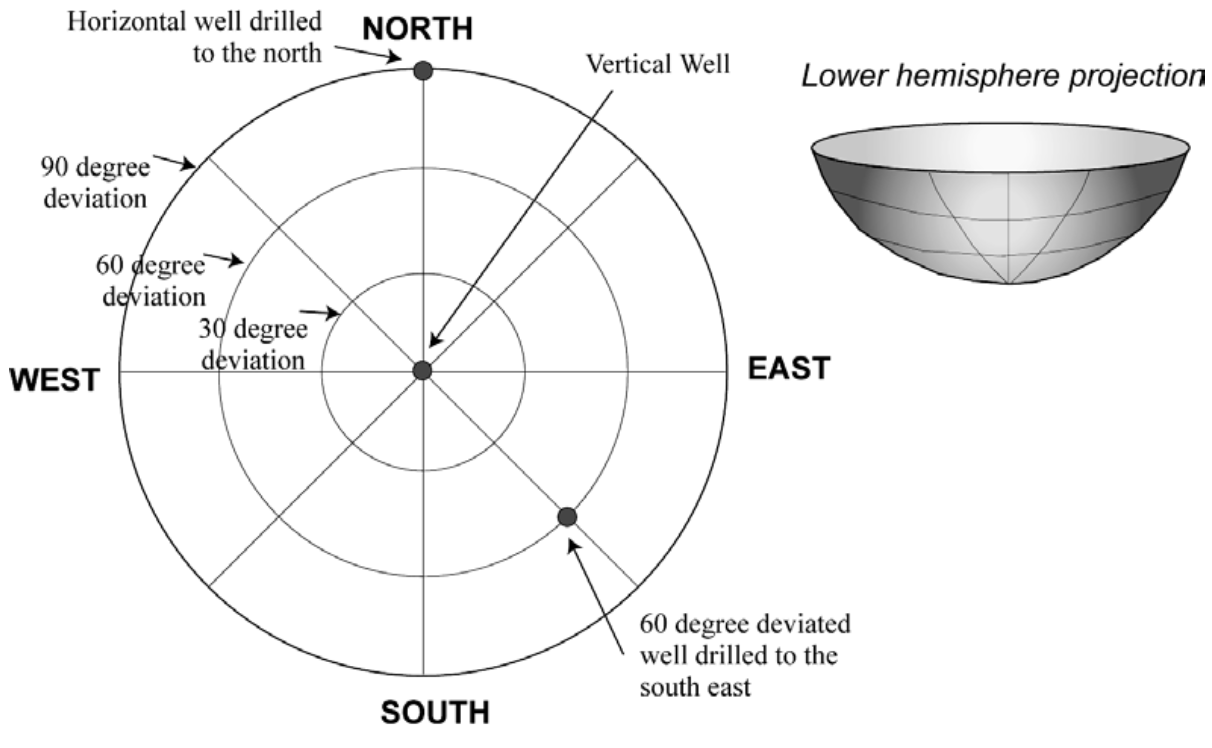 Horizontal well drilled
to the north
NORTH
Vertical Well
Lower hemisphere projection
90 degree
deviation
60 degree
deviation
30 degree
deviation
WEST
EAST
60 degree deviated
well drilled to the
south east
SOUTH